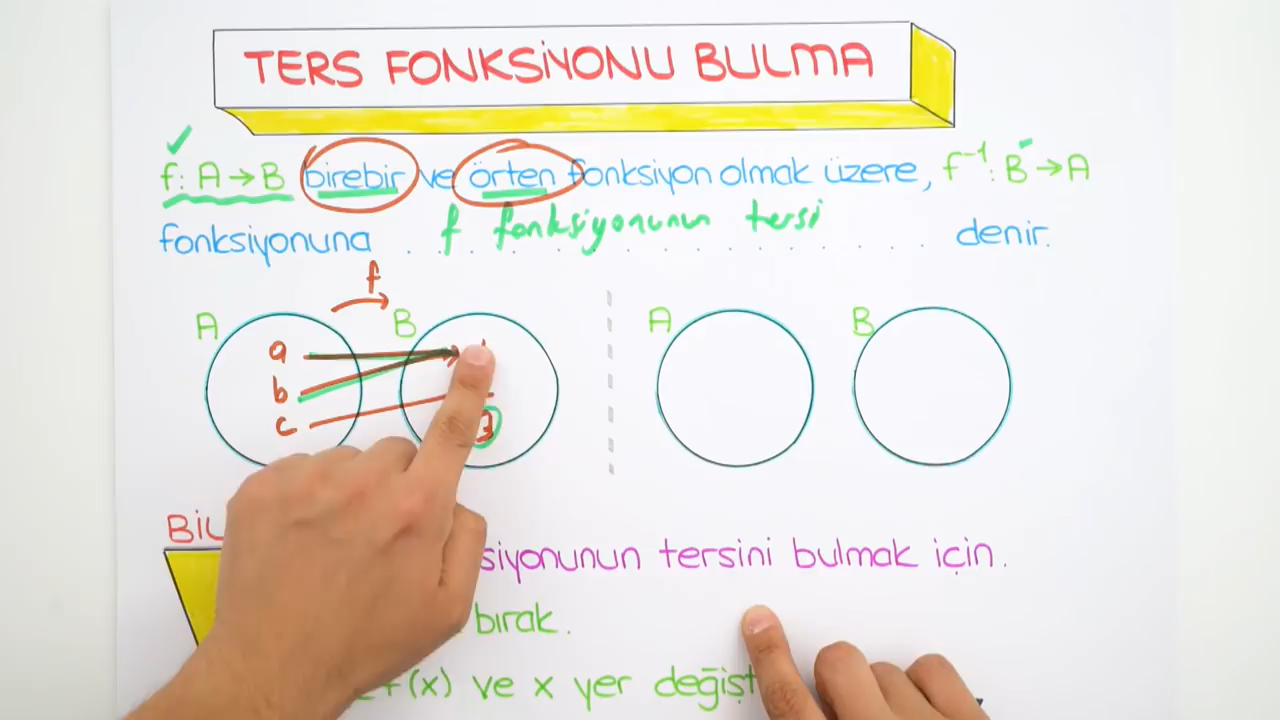 TERS FONKSİYONU BULMA
f: A → B birebir ve örten fonksiyon olmak üzere, f⁻¹: B → A
fonksiyonuna . . f fonksiyonunun tersi . . . . denir.
f
A B A B
a
b
c 3
siyonunun tersini bulmak için.
bırak.
f(x) ve x yer değişt